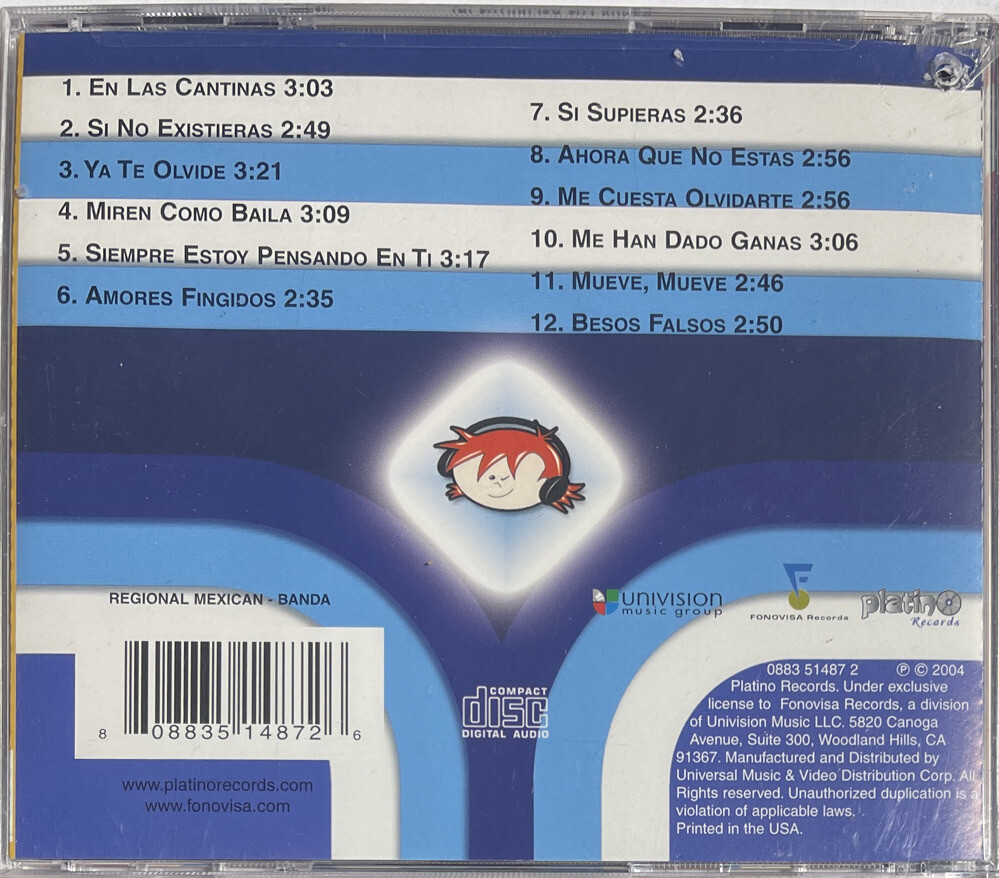 1. EN LAS CANTINAS 3:03
2. SI NO EXISTIERAS 2:49
3. YA TE OLVIDE 3:21
4. MIREN COMO BAILA 3:09
5. SIEMPRE ESTOY PENSANDO EN TI 3:17
6. AMORES FINGIDOS 2:35
7. SI SUPIERAS 2:36
8. AHORA QUE NO ESTAS 2:56
9. ME CUESTA OLVIDARTE 2:56
10. ME HAN DADO GANAS 3:06
11. MUEVE, MUEVE 2:46
12. BESOS FALSOS 2:50
REGIONAL MEXICAN - BANDA
8 08835 14872 6
www.platinorecords.com
www.fonovisa.com
COMPACT
disc
DIGITAL AUDIO
UNIVISION
music group
F
FONOVISA Records
platino
Records
0883 51487 2 ℗ © 2004
Platino Records. Under exclusive
license to Fonovisa Records, a division
of Univision Music LLC. 5820 Canoga
Avenue, Suite 300, Woodland Hills, CA
91367. Manufactured and Distributed by
Universal Music & Video Distribution Corp. All
Rights reserved. Unauthorized duplication is a
violation of applicable laws.
Printed in the USA.